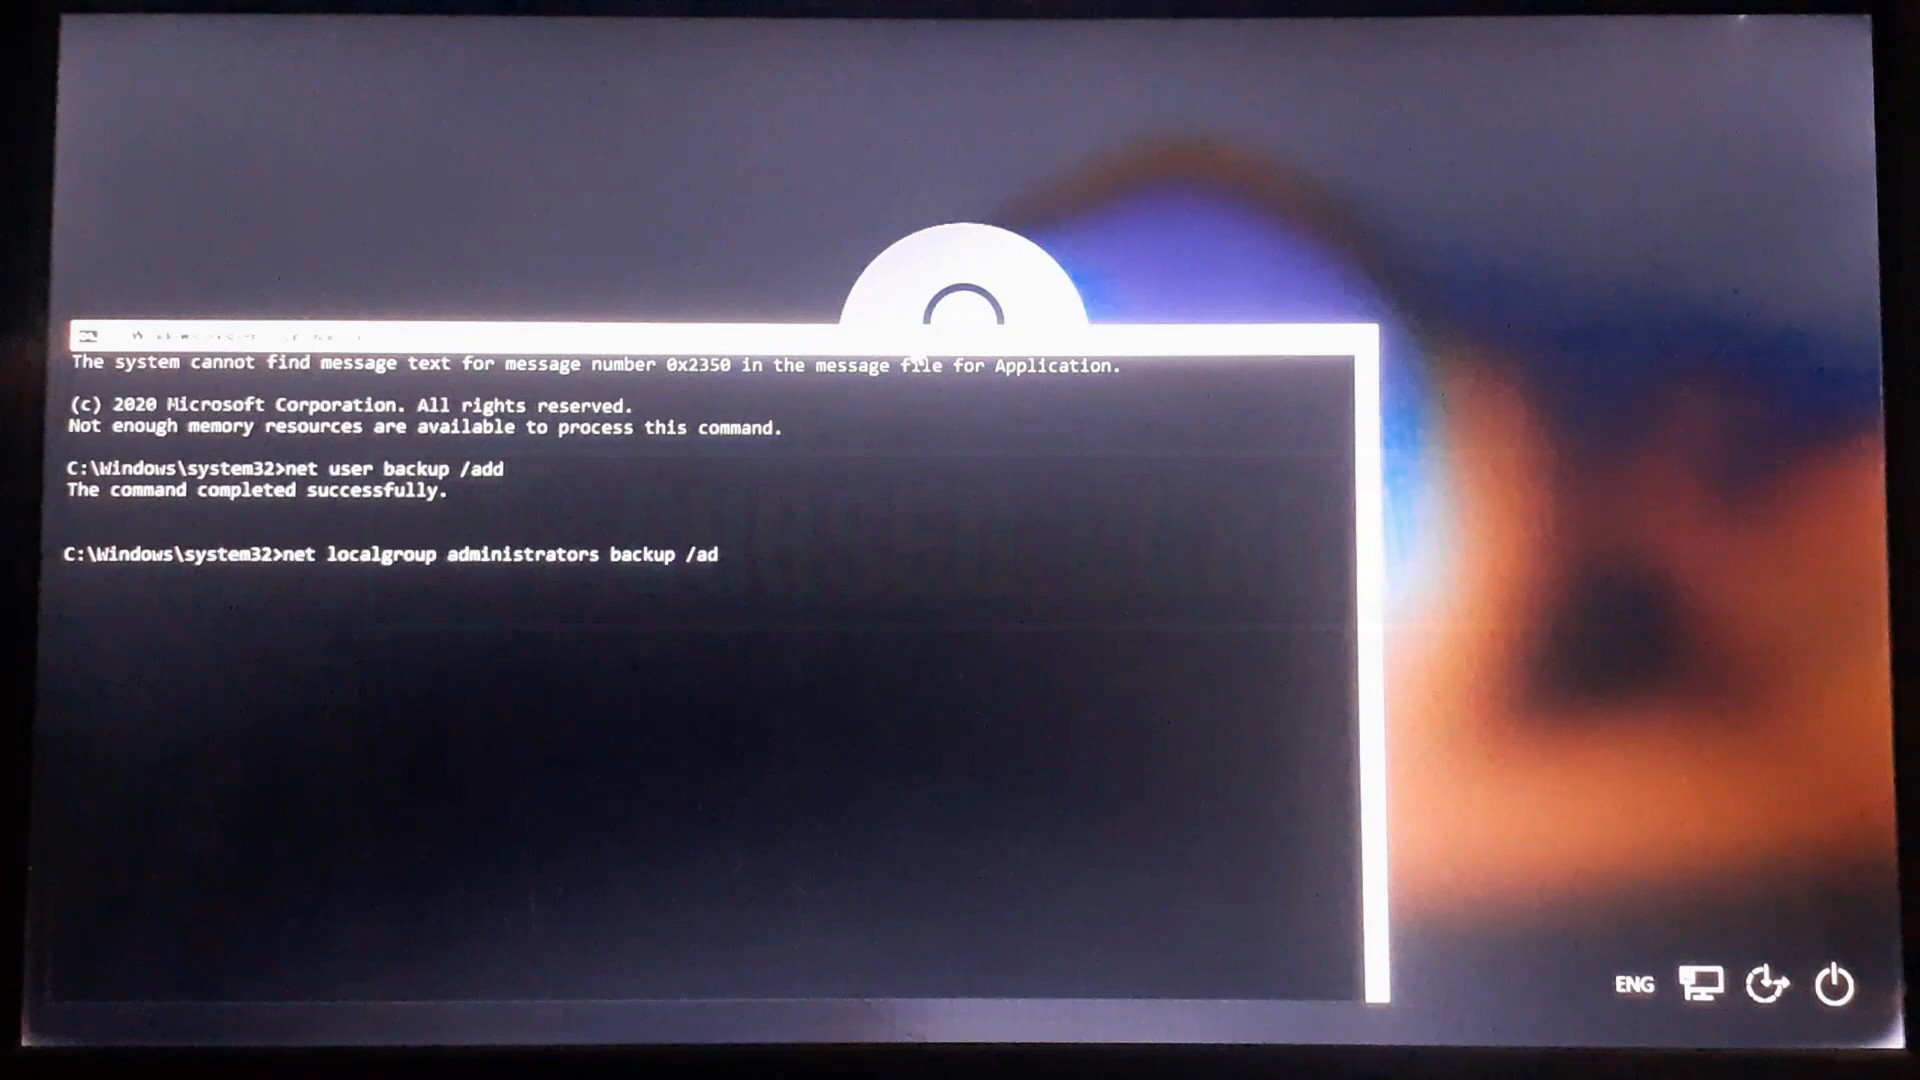 The system cannot find message text for message number 0x2350 in the message file for Application.
(c) 2020 Microsoft Corporation. All rights reserved.
Not enough memory resources are available to process this command.
C:\Windows\system32>net user backup /add
The command completed successfully.
C:\Windows\system32>net localgroup administrators backup /ad
ENG